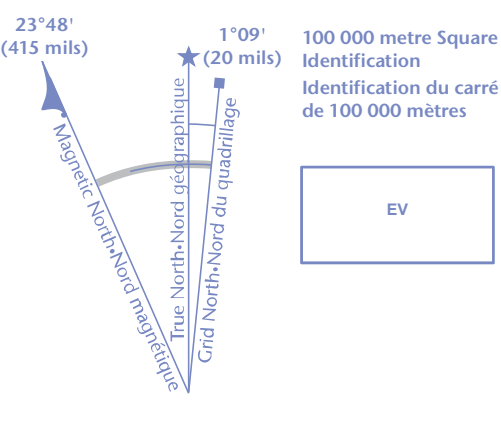 23°48'
(415 mils)
1°09'
(20 mils)
Magnetic North•Nord magnétique
True North•Nord géographique
Grid North•Nord du quadrillage
100 000 metre Square
Identification
Identification du carré
de 100 000 mètres
EV